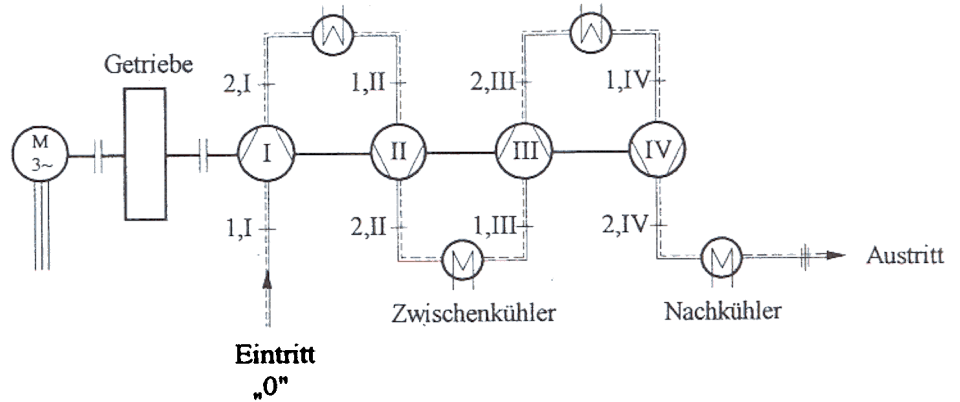 Getriebe
2,I
1,II
2,III
1,IV
M
3~
I
II
III
IV
1,I
2,II
1,III
2,IV
Austritt
Zwischenkühler
Nachkühler
Eintritt
„0"